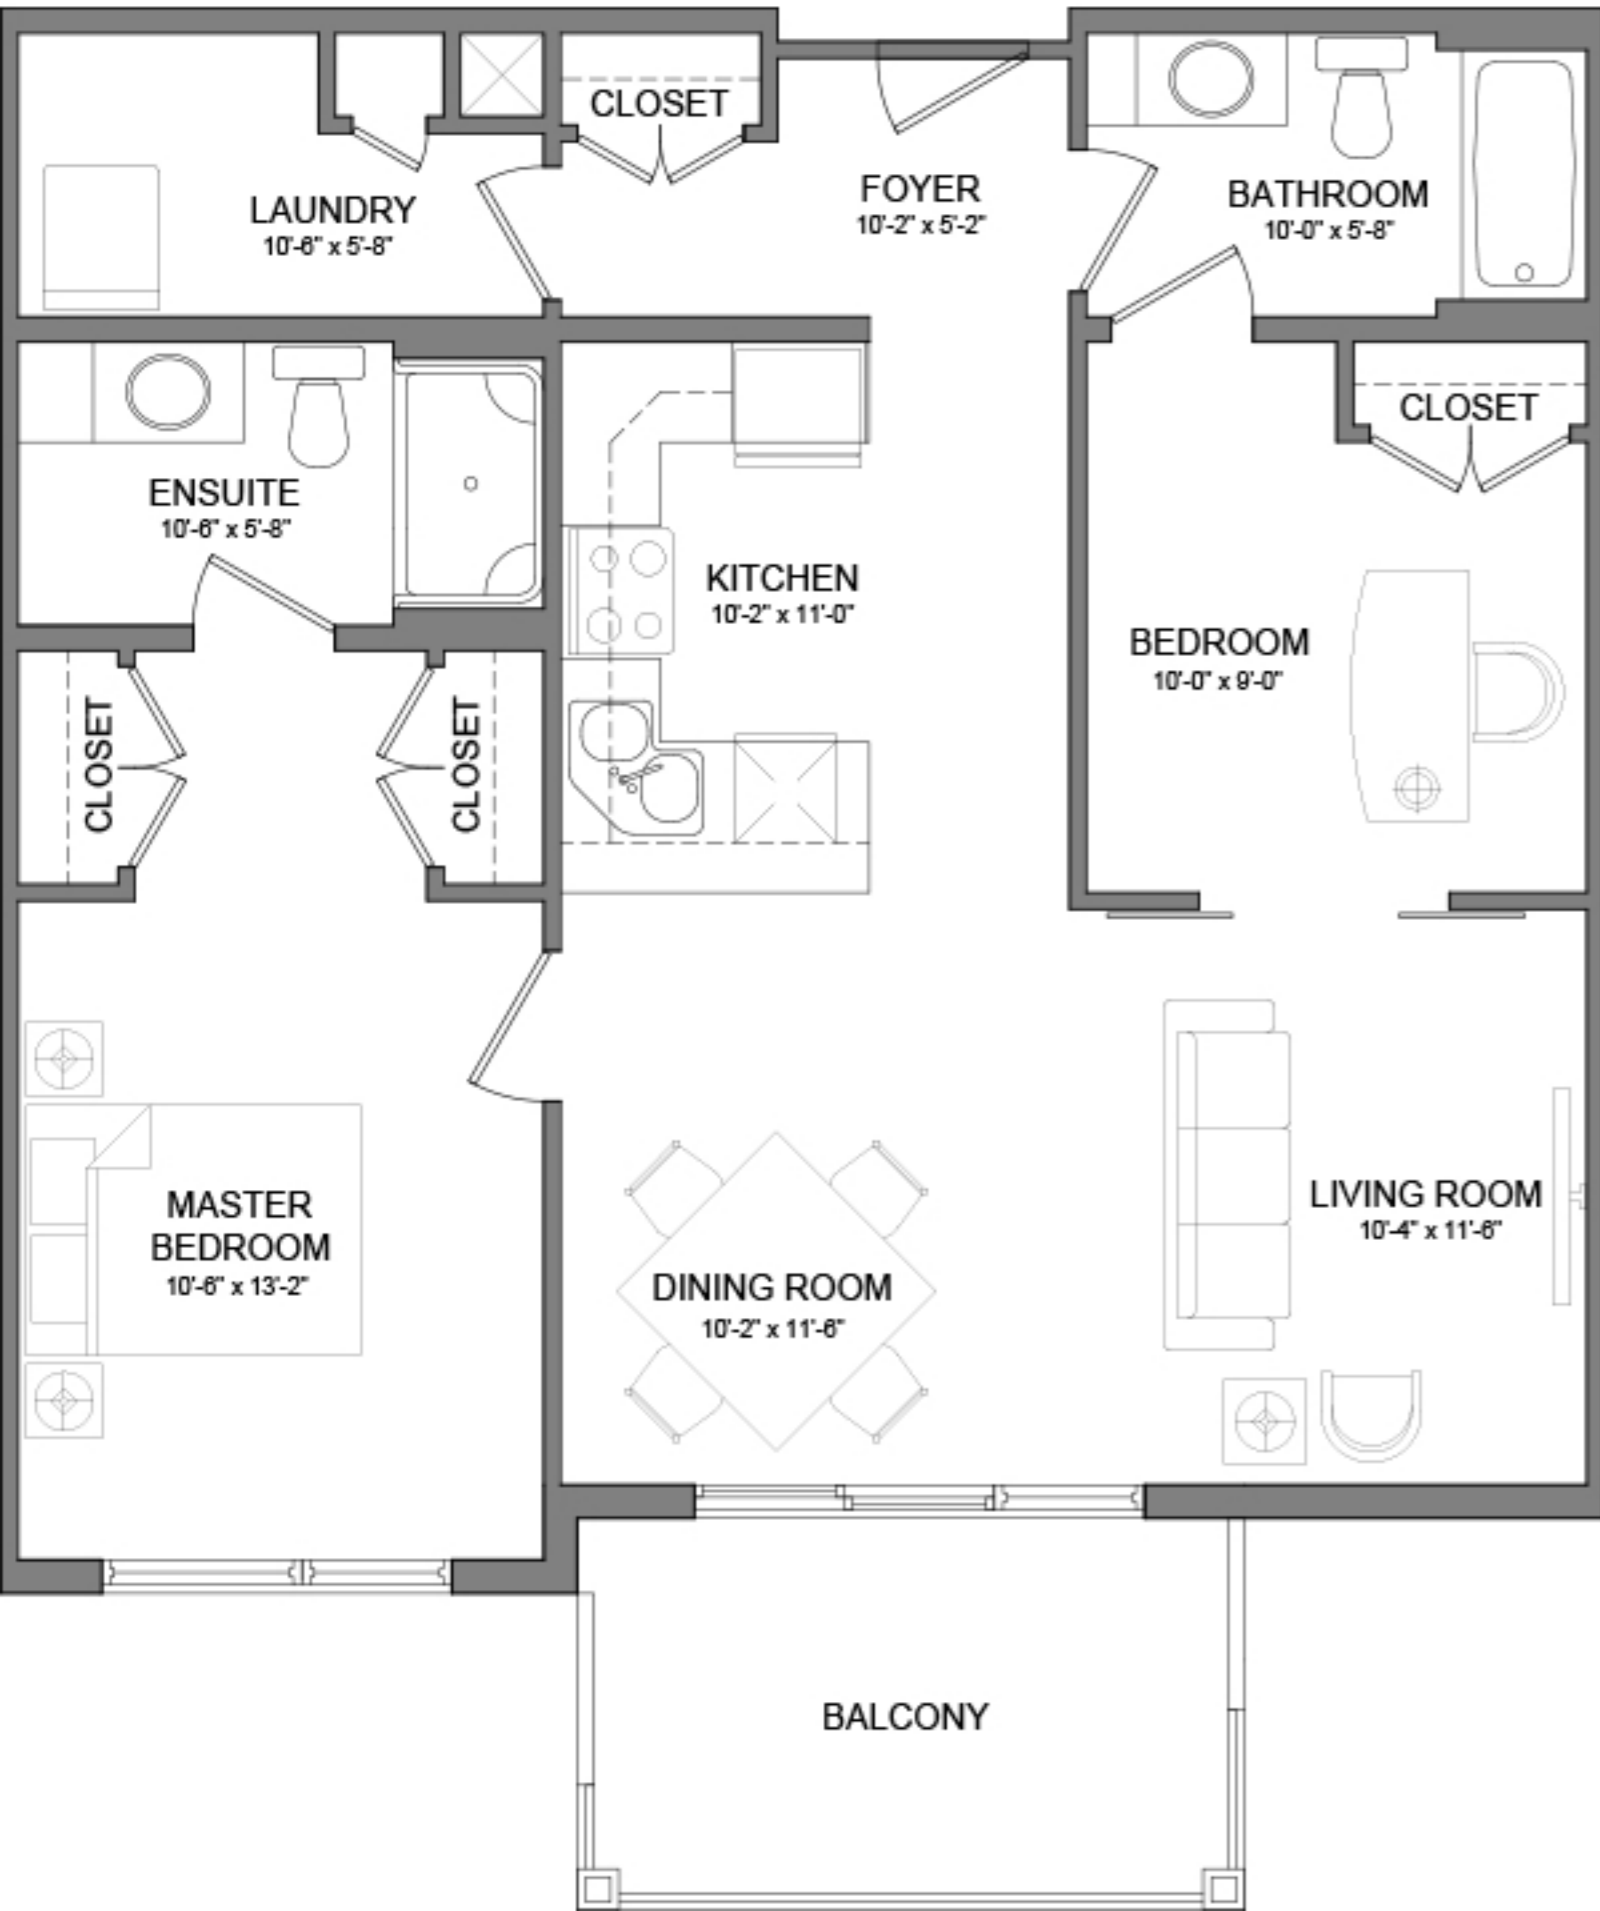 CLOSET
FOYER
10'-2" x 5'-2"
BATHROOM
10'-0" x 5'-8"
LAUNDRY
10'-6" x 5'-8"
CLOSET
ENSUITE
10'-6" x 5'-8"
KITCHEN
10'-2" x 11'-0"
BEDROOM
10'-0" x 9'-0"
CLOSET
CLOSET
MASTER
BEDROOM
10'-6" x 13'-2"
LIVING ROOM
10'-4" x 11'-6"
DINING ROOM
10'-2" x 11'-6"
BALCONY